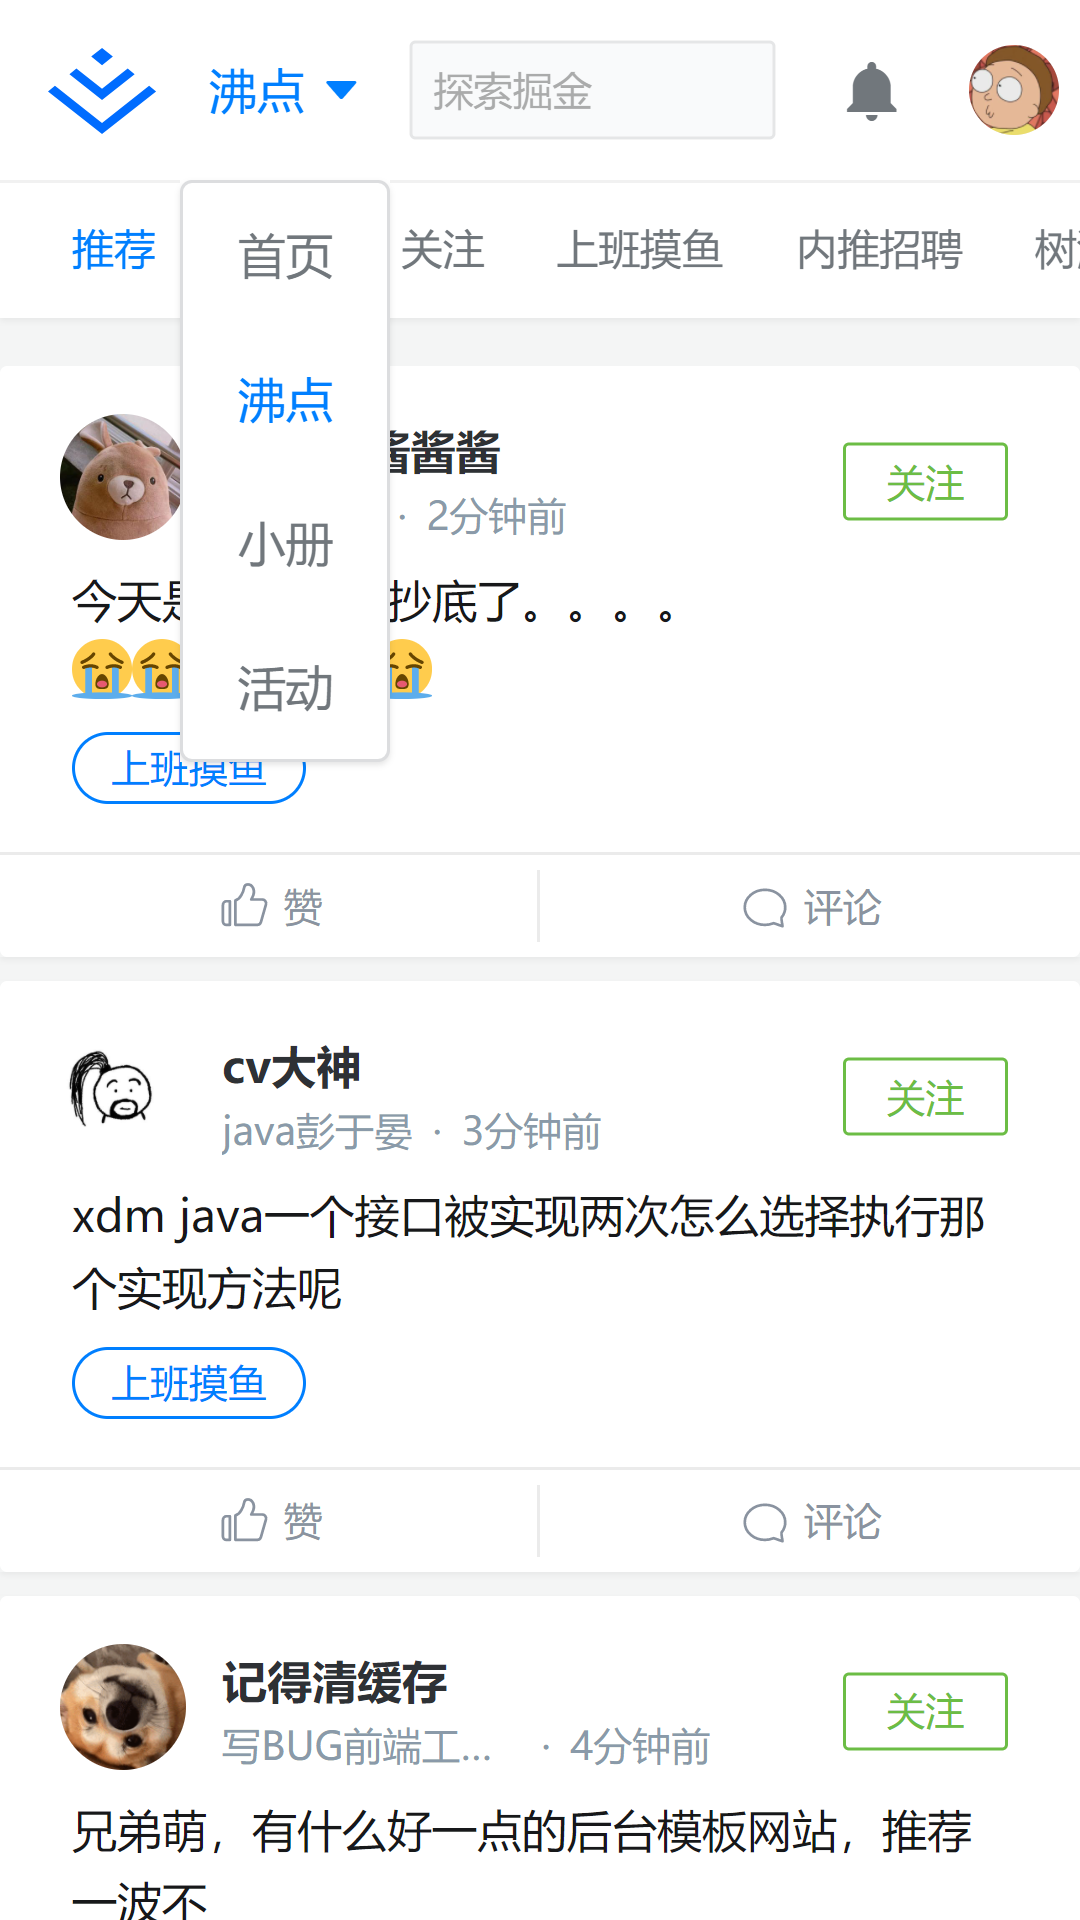 沸点
探索掘金
推荐
关注
上班摸鱼
内推招聘
首页
沸点
小册
活动
酱酱
· 2分钟前
关注
今天
抄底了。。。。
上班摸鱼
赞
评论
cv大神
java彭于晏 · 3分钟前
关注
xdm java一个接口被实现两次怎么选择执行那
个实现方法呢
上班摸鱼
赞
评论
记得清缓存
写BUG前端工... · 4分钟前
关注
兄弟萌，有什么好一点的后台模板网站，推荐
一波不